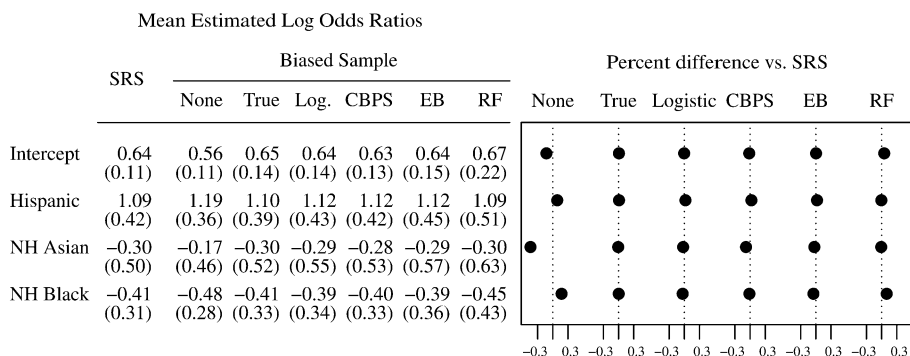 Mean Estimated Log Odds Ratios
SRS Biased Sample
None True Log. CBPS EB RF
Percent difference vs. SRS
None True Logistic CBPS EB RF
Intercept 0.64 0.56 0.65 0.64 0.63 0.64 0.67
(0.11) (0.11) (0.14) (0.14) (0.13) (0.15) (0.22)
Hispanic 1.09 1.19 1.10 1.12 1.12 1.12 1.09
(0.42) (0.36) (0.39) (0.43) (0.42) (0.45) (0.51)
NH Asian −0.30 −0.17 −0.30 −0.29 −0.28 −0.29 −0.30
(0.50) (0.46) (0.52) (0.55) (0.53) (0.57) (0.63)
NH Black −0.41 −0.48 −0.41 −0.39 −0.40 −0.39 −0.45
(0.31) (0.28) (0.33) (0.34) (0.33) (0.36) (0.43)
−0.3 0.3 −0.3 0.3 −0.3 0.3 −0.3 0.3 −0.3 0.3 −0.3 0.3